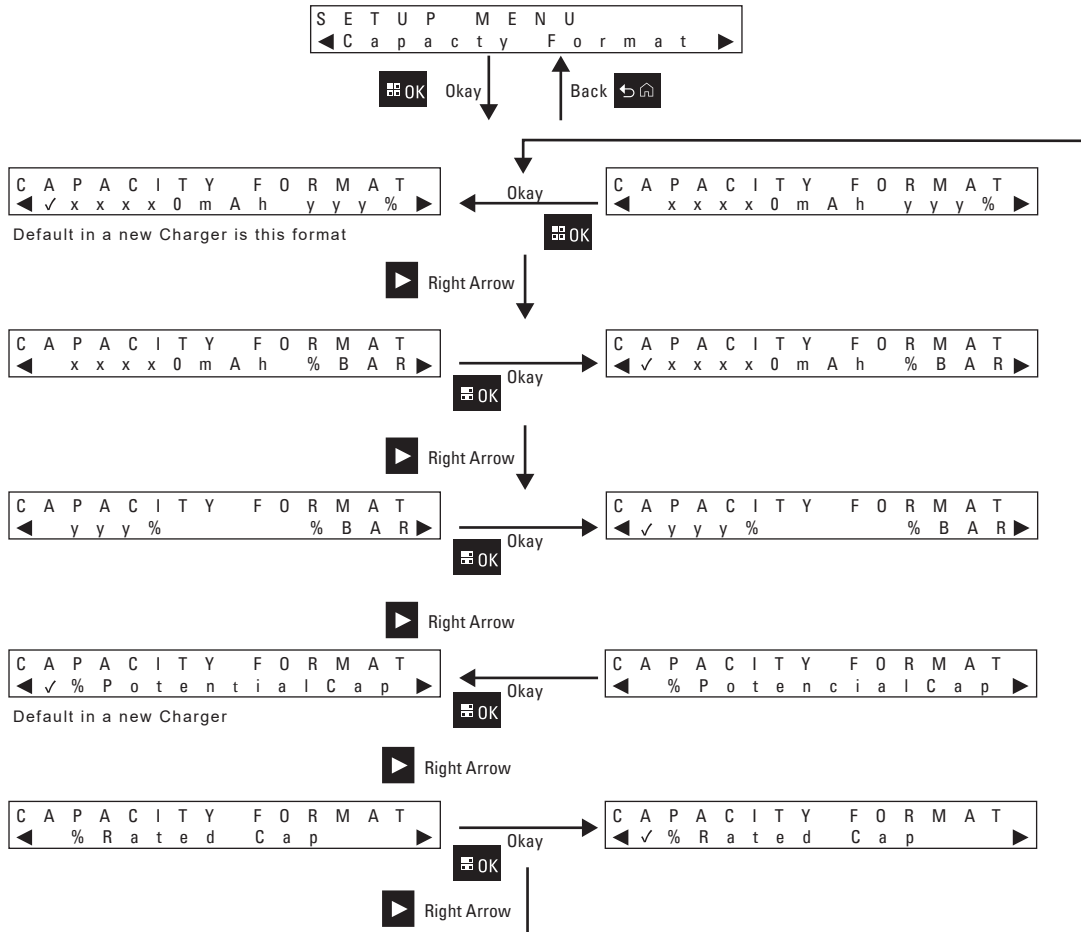 SETUP MENU
◀Capacty Format ▶
OK Okay
Back
CAPACITY FORMAT
◀✓xxxx0mAh yyy% ▶
Default in a new Charger is this format
Okay
OK
CAPACITY FORMAT
◀ xxxx0mAh yyy% ▶
▶ Right Arrow
CAPACITY FORMAT
◀ xxxx0mAh %BAR▶
Okay
OK
CAPACITY FORMAT
◀✓xxxx0mAh %BAR▶
▶ Right Arrow
CAPACITY FORMAT
◀ yyy% %BAR▶
Okay
OK
CAPACITY FORMAT
◀✓yyy% %BAR▶
▶ Right Arrow
CAPACITY FORMAT
◀✓%PotentialCap ▶
Default in a new Charger
Okay
OK
CAPACITY FORMAT
◀ %PotencialCap ▶
▶ Right Arrow
CAPACITY FORMAT
◀ %Rated Cap ▶
Okay
OK
CAPACITY FORMAT
◀✓%Rated Cap ▶
▶ Right Arrow